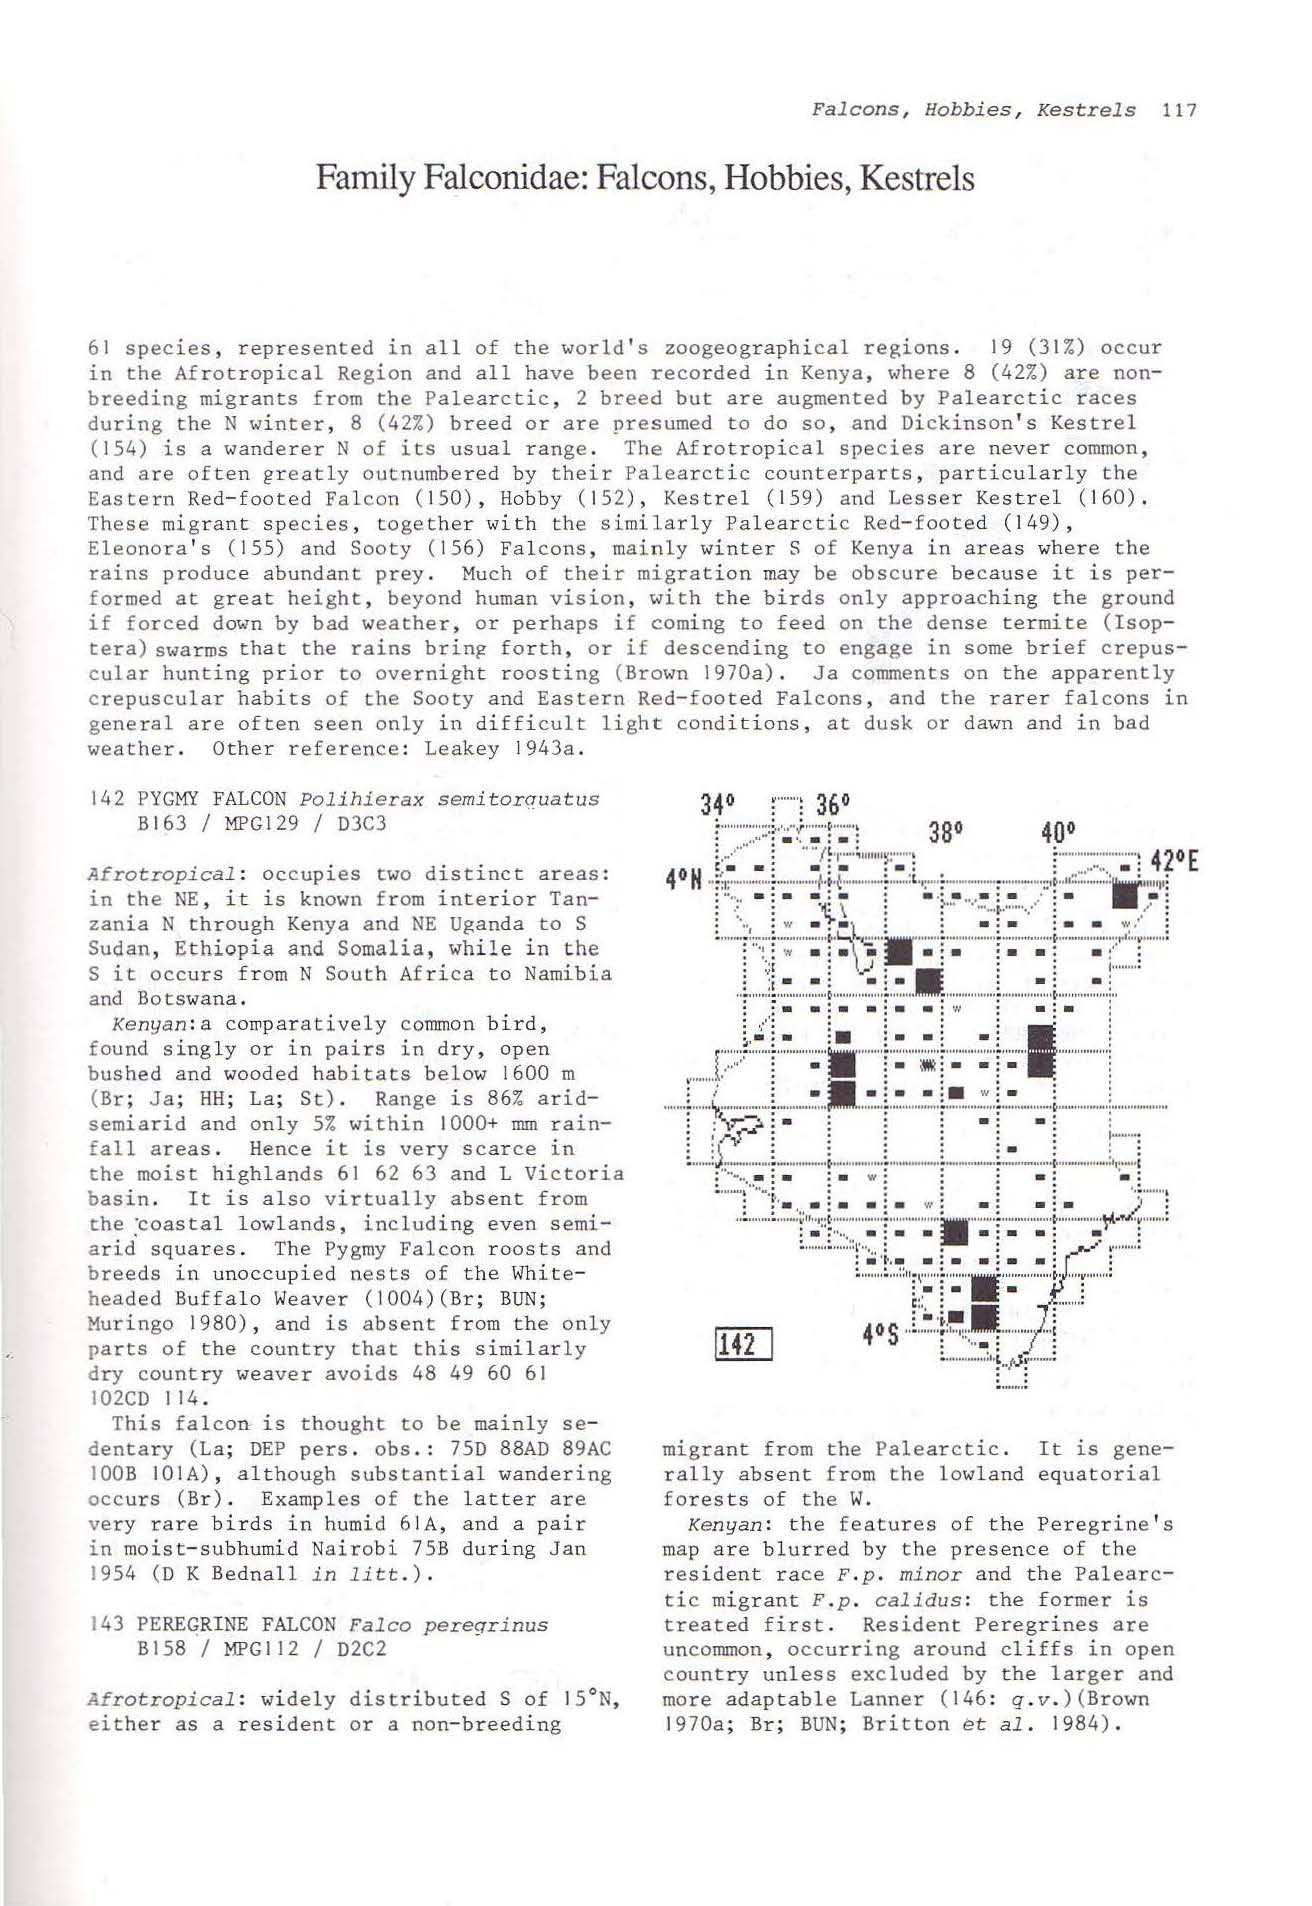 Falcons, Hobbies, Kestrels 117
Family Falconidae: Falcons, Hobbies, Kestrels
61 species, represented in all of the world's zoogeographical regions. 19 (31%) occur
in the Afrotropical Region and all have been recorded in Kenya, where 8 (42%) are non-
breeding migrants from the Palearctic, 2 breed but are augmented by Palearctic races
during the N winter, 8 (42%) breed or are presumed to do so, and Dickinson's Kestrel
(154) is a wanderer N of its usual range. The Afrotropical species are never common,
and are often greatly outnumbered by their Palearctic counterparts, particularly the
Eastern Red-footed Falcon (150), Hobby (152), Kestrel (159) and Lesser Kestrel (160).
These migrant species, together with the similarly Palearctic Red-footed (149),
Eleonora's (155) and Sooty (156) Falcons, mainly winter S of Kenya in areas where the
rains produce abundant prey. Much of their migration may be obscure because it is per-
formed at great height, beyond human vision, with the birds only approaching the ground
if forced down by bad weather, or perhaps if coming to feed on the dense termite (Isop-
tera) swarms that the rains bring forth, or if descending to engage in some brief crepus-
cular hunting prior to overnight roosting (Brown 1970a). Ja comments on the apparently
crepuscular habits of the Sooty and Eastern Red-footed Falcons, and the rarer falcons in
general are often seen only in difficult light conditions, at dusk or dawn and in bad
weather. Other reference: Leakey 1943a.
142 PYGMY FALCON Polihierax semitorquatus
B163 / MPG129 / D3C3
Afrotropical: occupies two distinct areas:
in the NE, it is known from interior Tan-
zania N through Kenya and NE Uganda to S
Sudan, Ethiopia and Somalia, while in the
S it occurs from N South Africa to Namibia
and Botswana.
Kenyan: a comparatively common bird,
found singly or in pairs in dry, open
bushed and wooded habitats below 1600 m
(Br; Ja; HH; La; St). Range is 86% arid-
semiarid and only 5% within 1000+ mm rain-
fall areas. Hence it is very scarce in
the moist highlands 61 62 63 and L Victoria
basin. It is also virtually absent from
the coastal lowlands, including even semi-
arid squares. The Pygmy Falcon roosts and
breeds in unoccupied nests of the White-
headed Buffalo Weaver (1004)(Br; BUN;
Muringo 1980), and is absent from the only
parts of the country that this similarly
dry country weaver avoids 48 49 60 61
102CD 114.
This falcon is thought to be mainly se-
dentary (La; DEP pers. obs.: 75D 88AD 89AC
100B 101A), although substantial wandering
occurs (Br). Examples of the latter are
very rare birds in humid 61A, and a pair
in moist-subhumid Nairobi 75B during Jan
1954 (D K Bednall in litt.).
143 PEREGRINE FALCON Falco peregrinus
B158 / MPG112 / D2C2
Afrotropical: widely distributed S of 15°N,
either as a resident or a non-breeding
34° 36°
38° 40°
42°E
4°N
4°S
142
migrant from the Palearctic. It is gene-
rally absent from the lowland equatorial
forests of the W.
Kenyan: the features of the Peregrine's
map are blurred by the presence of the
resident race F.p. minor and the Palearc-
tic migrant F.p. calidus: the former is
treated first. Resident Peregrines are
uncommon, occurring around cliffs in open
country unless excluded by the larger and
more adaptable Lanner (146: q.v.)(Brown
1970a; Br; BUN; Britton et al. 1984).